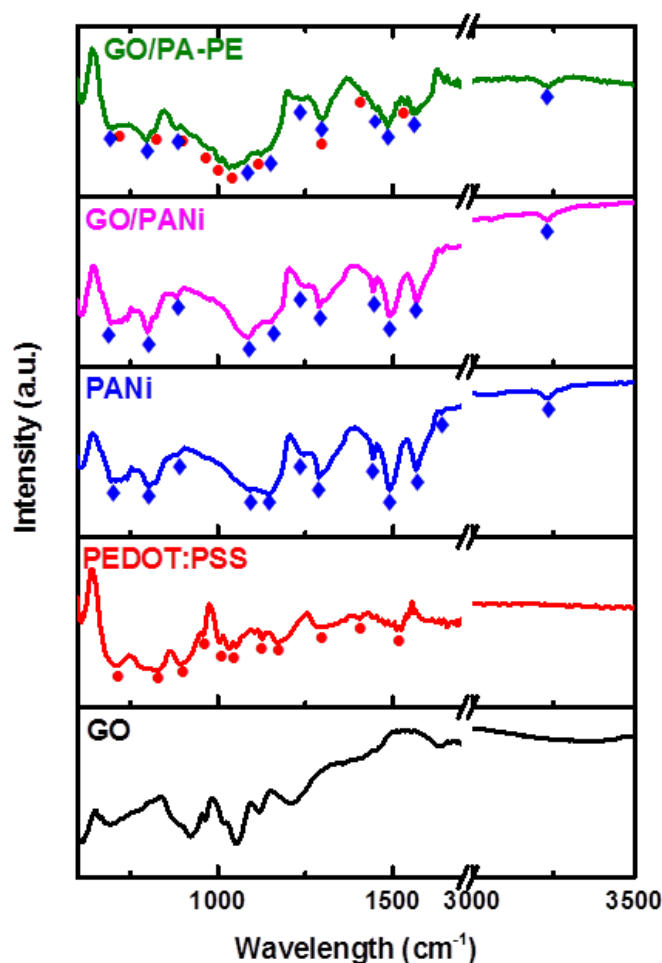 GO/PA-PE
GO/PANi
PANi
PEDOT:PSS
GO
Intensity (a.u.)
1000 1500 3000 3500
Wavelength (cm⁻¹)